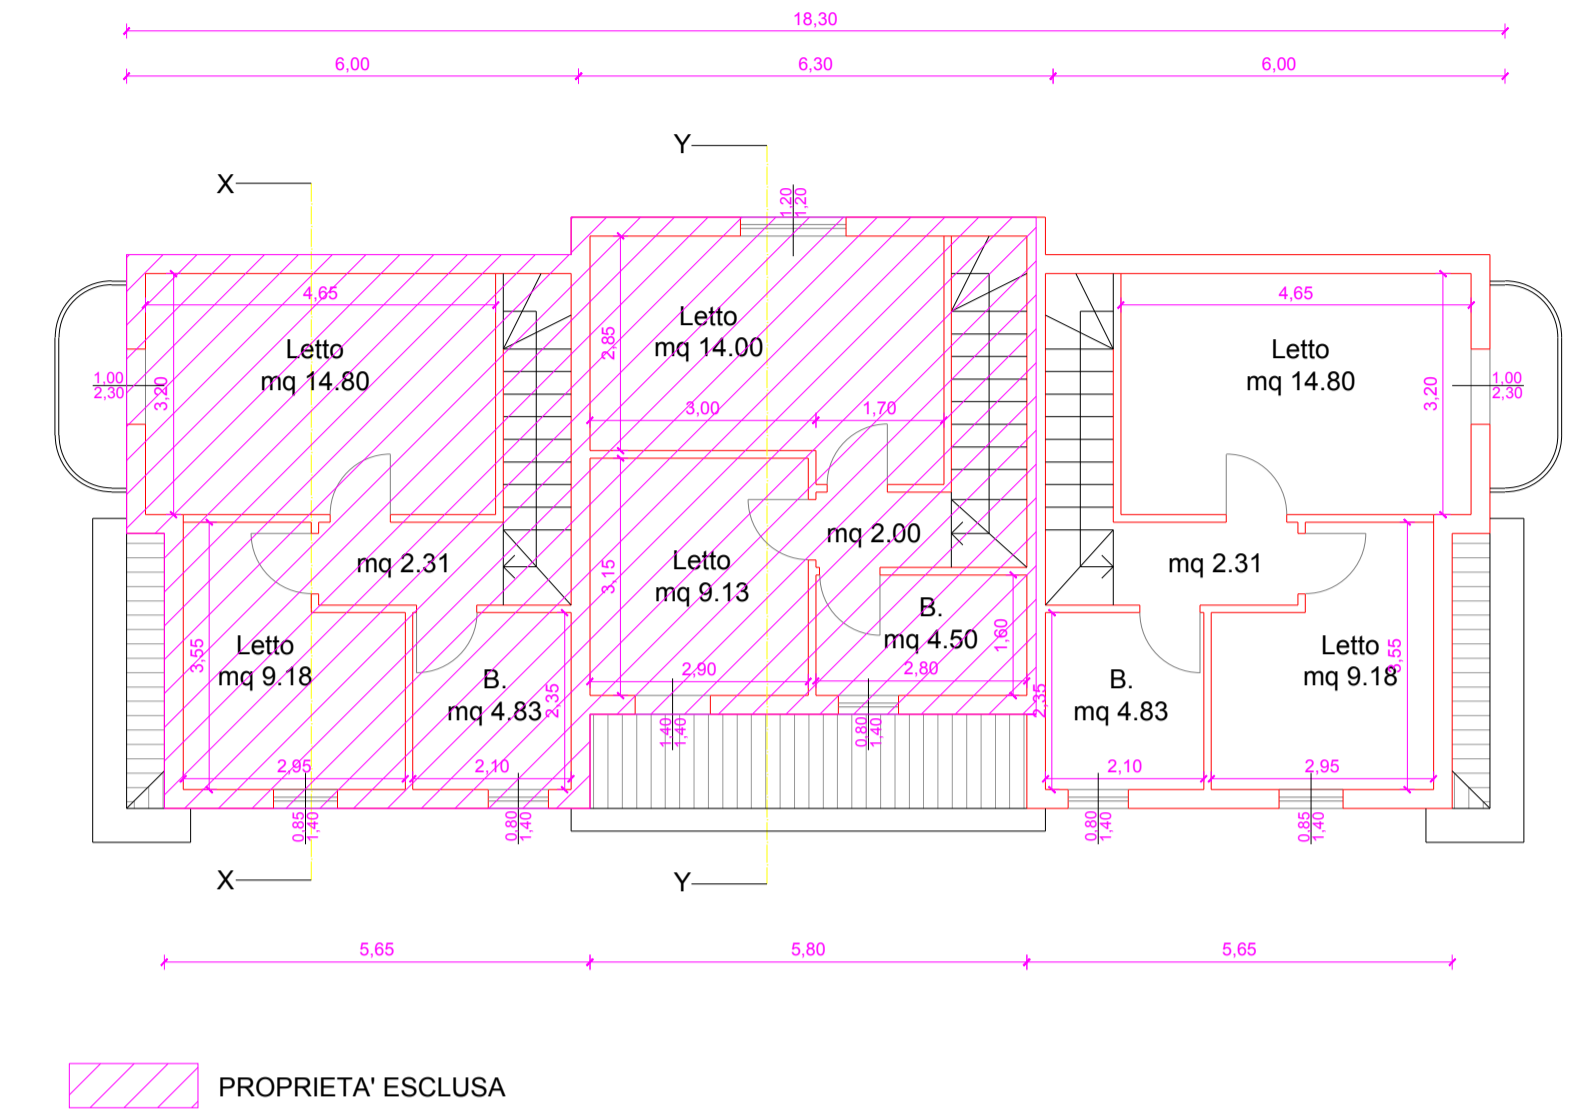 18,30
6,00
6,30
6,00
Y
X
1,20
1,20
4,65
Letto
mq 14.80
3,20
1,00
2,30
2,85
Letto
mq 14.00
3,00
1,70
4,65
Letto
mq 14.80
3,20
1,00
2,30
mq 2.31
mq 2.00
mq 2.31
3,55
Letto
mq 9.18
3,15
Letto
mq 9.13
B.
mq 4.50
1,60
2,90
2,80
B.
mq 4.83
2,35
2,35
B.
mq 4.83
Letto
mq 9.18
3,55
1,40
1,40
0,80
1,40
2,95
2,10
2,10
2,95
0,85
1,40
0,80
1,40
0,80
1,40
0,85
1,40
X
Y
5,65
5,80
5,65
PROPRIETA' ESCLUSA